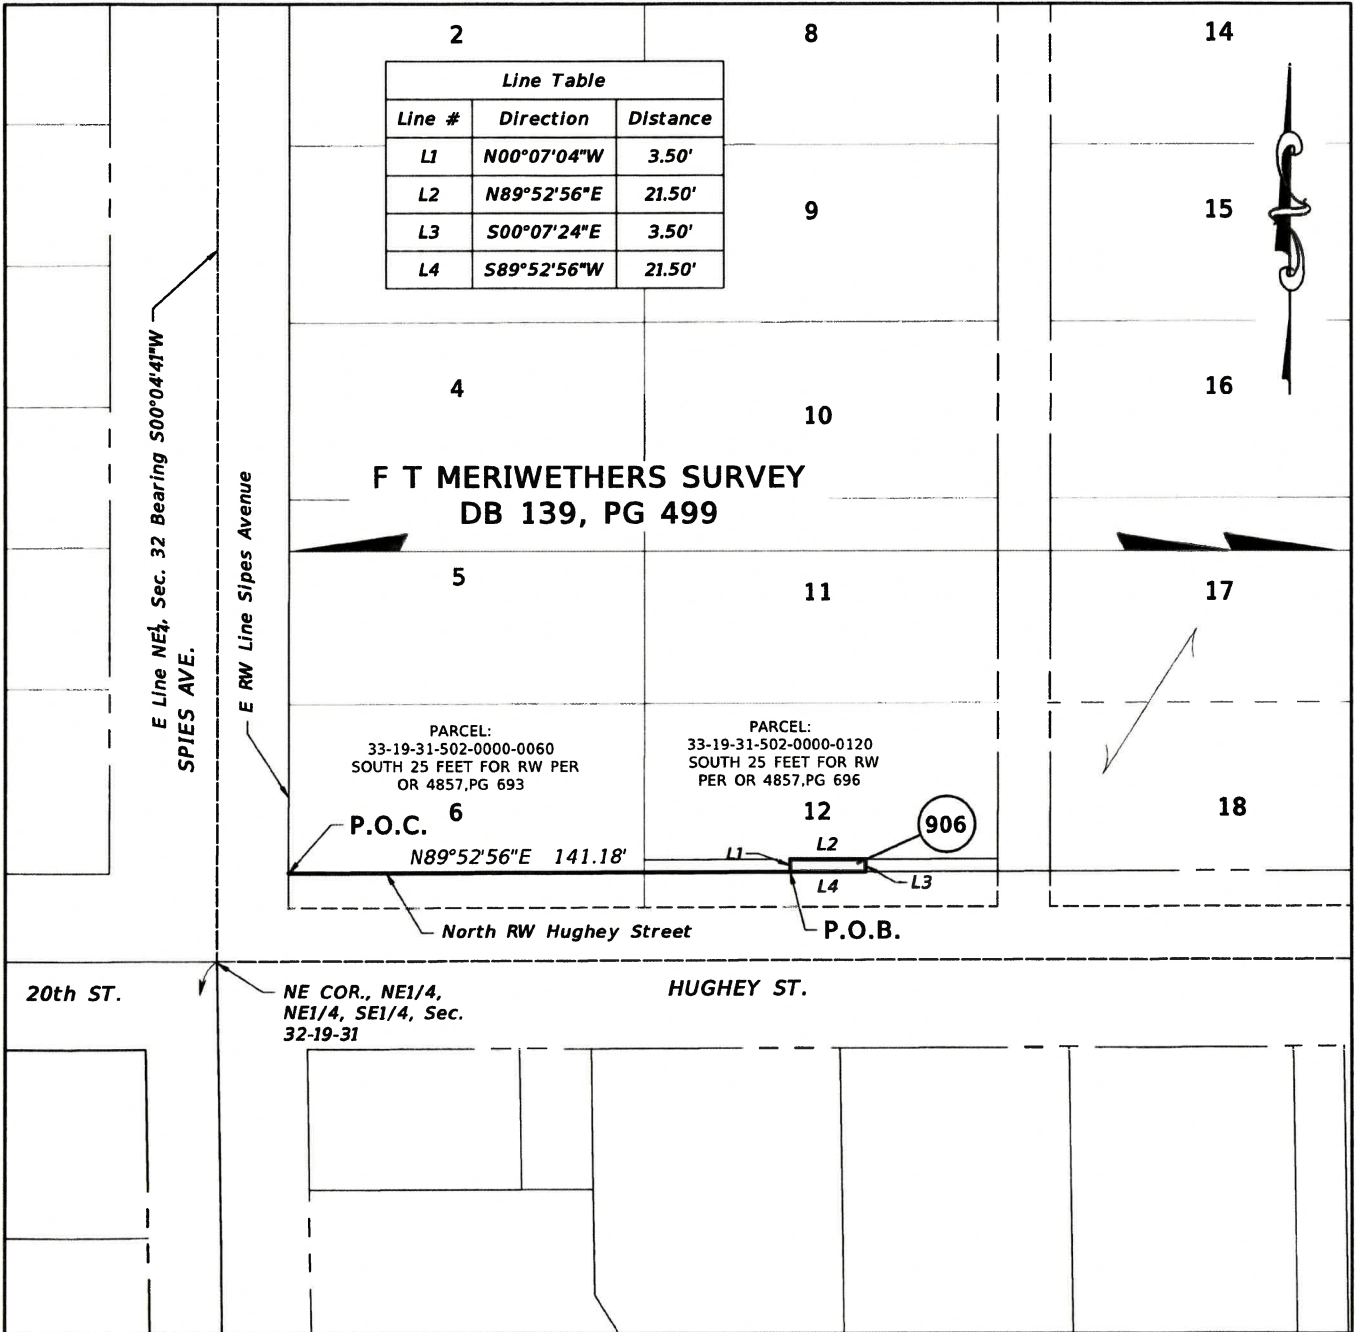 2
8
14
Line Table
Line # Direction Distance
L1 N00°07'04"W 3.50'
L2 N89°52'56"E 21.50'
L3 S00°07'24"E 3.50'
L4 S89°52'56"W 21.50'
9
15
4
10
16
F T MERIWETHERS SURVEY
DB 139, PG 499
E Line NE¼, Sec. 32 Bearing S00°04'41"W
SPIES AVE.
E RW Line Sipes Avenue
5
11
17
PARCEL:
33-19-31-502-0000-0060
SOUTH 25 FEET FOR RW PER
OR 4857,PG 693
6
PARCEL:
33-19-31-502-0000-0120
SOUTH 25 FEET FOR RW
PER OR 4857,PG 696
12
18
906
P.O.C.
N89°52'56"E 141.18'
L1
L2
L4
L3
North RW Hughey Street
P.O.B.
20th ST.
NE COR., NE1/4,
NE1/4, SE1/4, Sec.
32-19-31
HUGHEY ST.